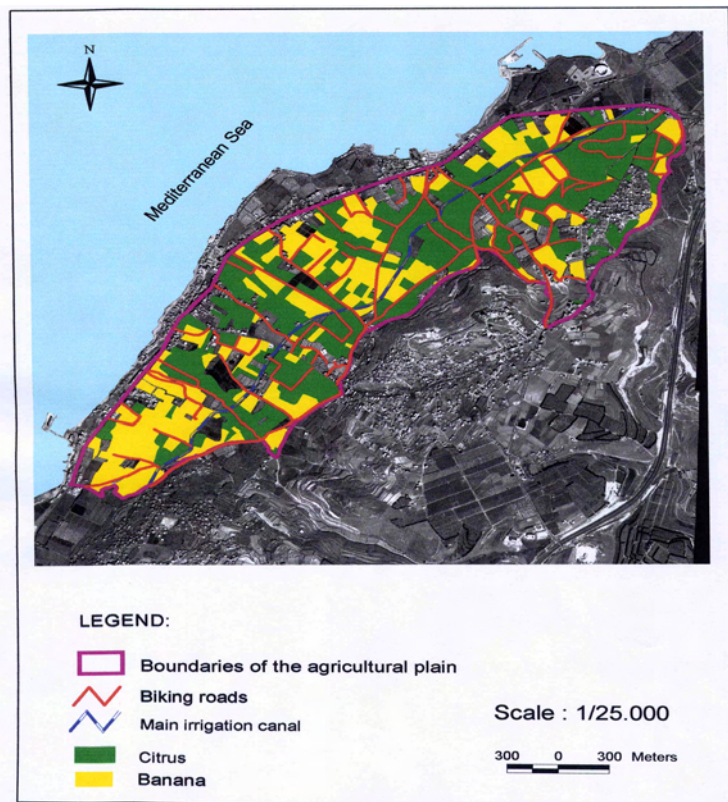 N
Mediterranean Sea
LEGEND:
Boundaries of the agricultural plain
Biking roads
Main irrigation canal
Citrus
Banana
Scale : 1/25.000
300 0 300 Meters